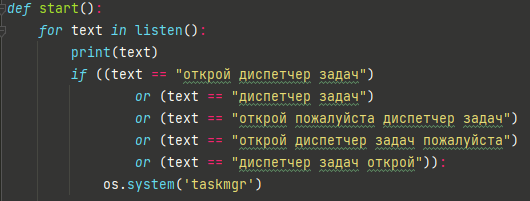 def start():
    for text in listen():
        print(text)
        if ((text == "открой диспетчер задач")
                or (text == "диспетчер задач")
                or (text == "открой пожалуйста диспетчер задач")
                or (text == "открой диспетчер задач пожалуйста")
                or (text == "диспетчер задач открой")):
            os.system('taskmgr')